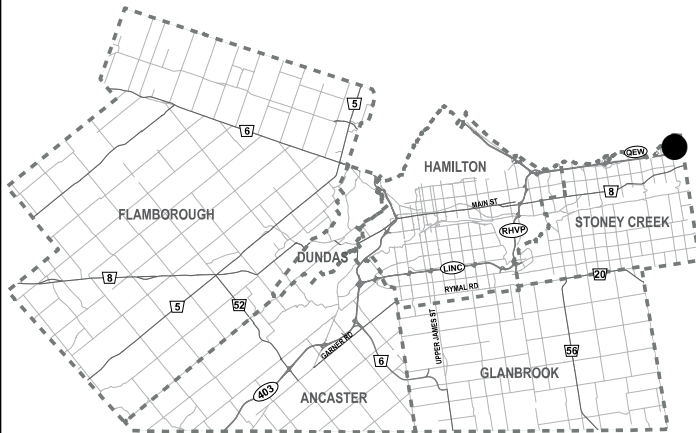 5
6
HAMILTON
QEW
8
MAIN ST
FLAMBOROUGH
STONEY CREEK
RHVP
DUNDAS
LINC
20
8
RYMAL RD
5
52
UPPER JAMES ST
GARNER RD
6
56
GLANBROOK
403
ANCASTER